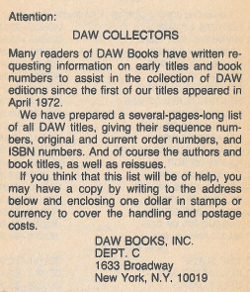 Attention:
DAW COLLECTORS
Many readers of DAW Books have written re-
questing information on early titles and book
numbers to assist in the collection of DAW
editions since the first of our titles appeared in
April 1972.
We have prepared a several-pages-long list
of all DAW titles, giving their sequence num-
bers, original and current order numbers, and
ISBN numbers. And of course the authors and
book titles, as well as reissues.
If you think that this list will be of help, you
may have a copy by writing to the address
below and enclosing one dollar in stamps or
currency to cover the handling and postage
costs.
DAW BOOKS, INC.
DEPT. C
1633 Broadway
New York, N.Y. 10019